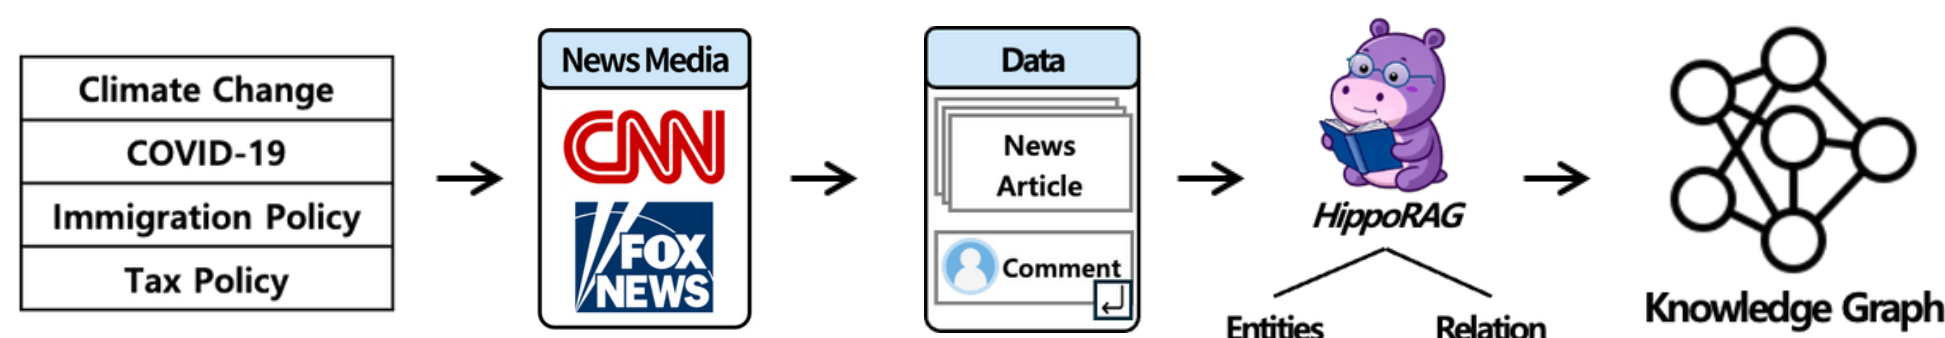 Climate Change
COVID-19
Immigration Policy
Tax Policy
News Media
CNN
FOX
NEWS
Data
News
Article
Comment
HippoRAG
Entities
Relation
Knowledge Graph